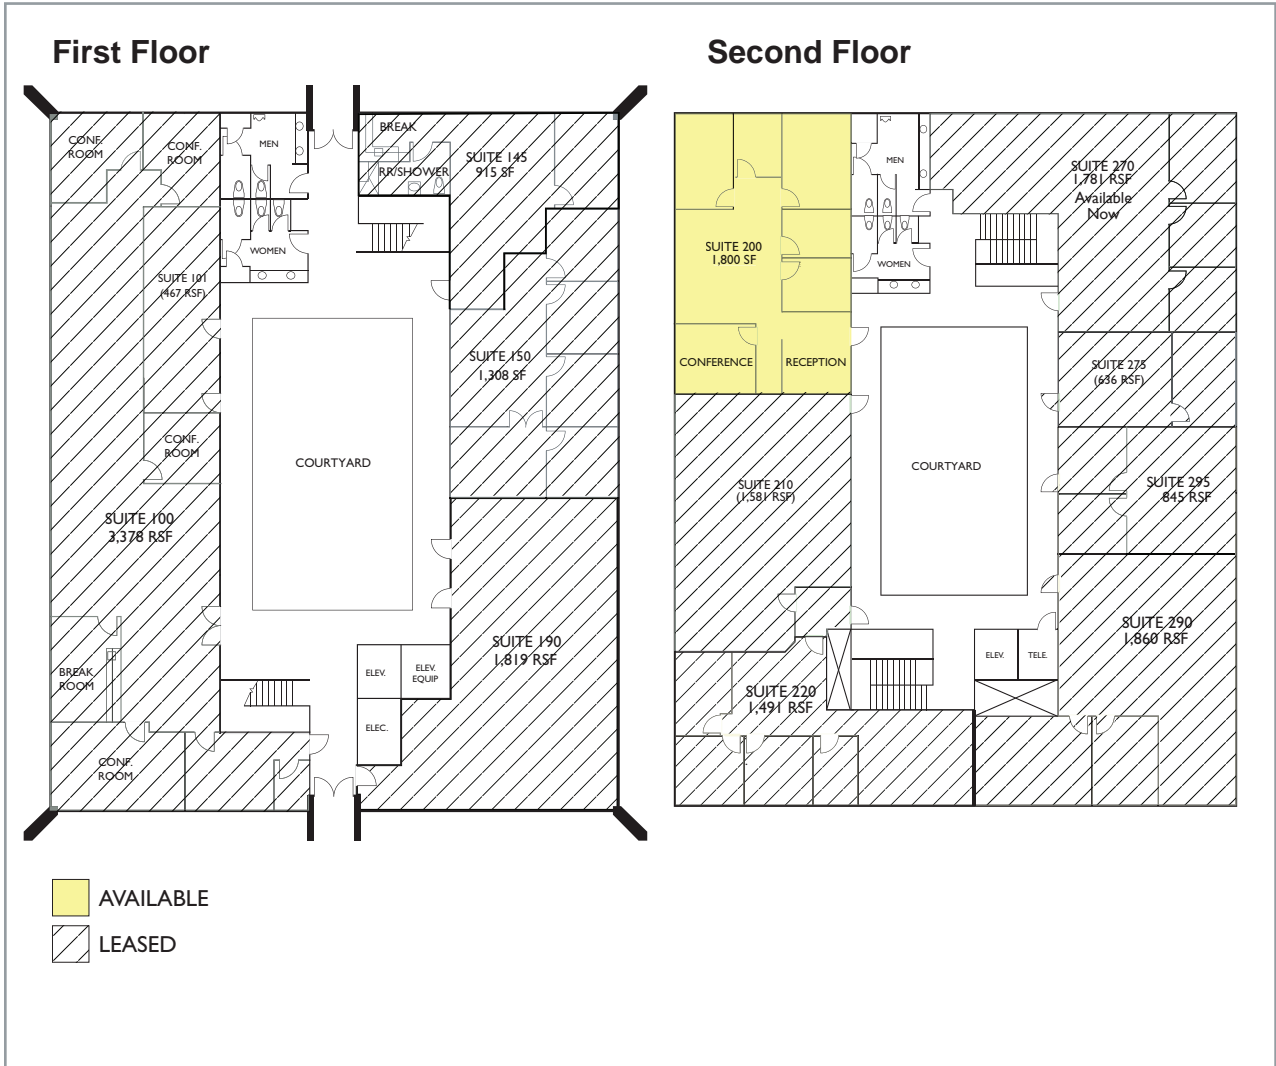 First Floor
CONF.
ROOM
CONF.
ROOM
MEN
WOMEN
BREAK
RR/SHOWER
SUITE 145
915 SF
SUITE 101
(467 RSF)
SUITE 150
1,308 SF
CONF.
ROOM
COURTYARD
SUITE 100
3,378 RSF
SUITE 190
1,819 RSF
BREAK
ROOM
ELEV.
ELEV.
EQUIP
ELEC.
CONF.
ROOM
Second Floor
MEN
WOMEN
SUITE 270
1,781 RSF
Available
Now
SUITE 200
1,800 SF
CONFERENCE
RECEPTION
SUITE 275
(636 RSF)
COURTYARD
SUITE 210
(1,581 RSF)
SUITE 295
845 RSF
SUITE 290
1,860 RSF
ELEV.
TELE.
SUITE 220
1,491 RSF
AVAILABLE
LEASED